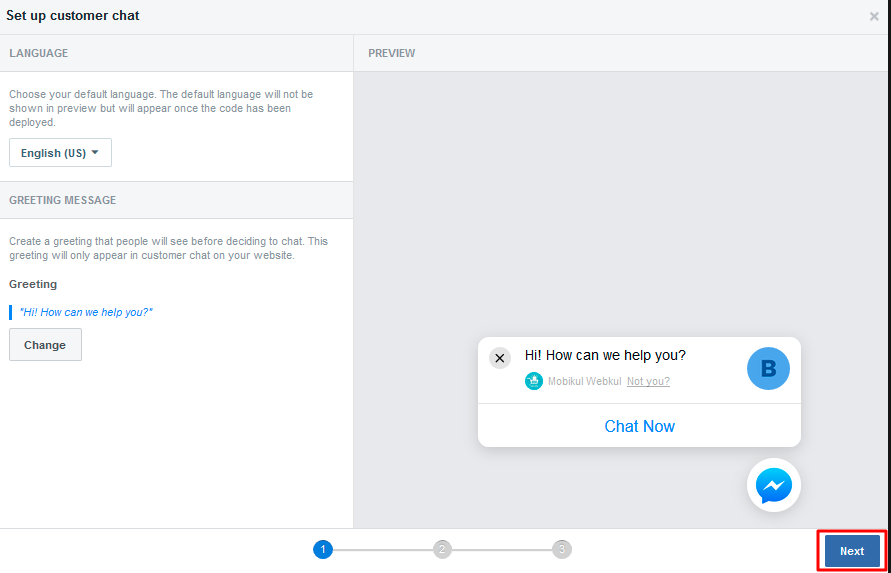 Set up customer chat
×
LANGUAGE
Choose your default language. The default language will not be
shown in preview but will appear once the code has been
deployed.
English (US)
GREETING MESSAGE
Create a greeting that people will see before deciding to chat. This
greeting will only appear in customer chat on your website.
Greeting
"Hi! How can we help you?"
Change
PREVIEW
Hi! How can we help you?
B
Mobikul Webkul Not you?
Chat Now
1 2 3
Next